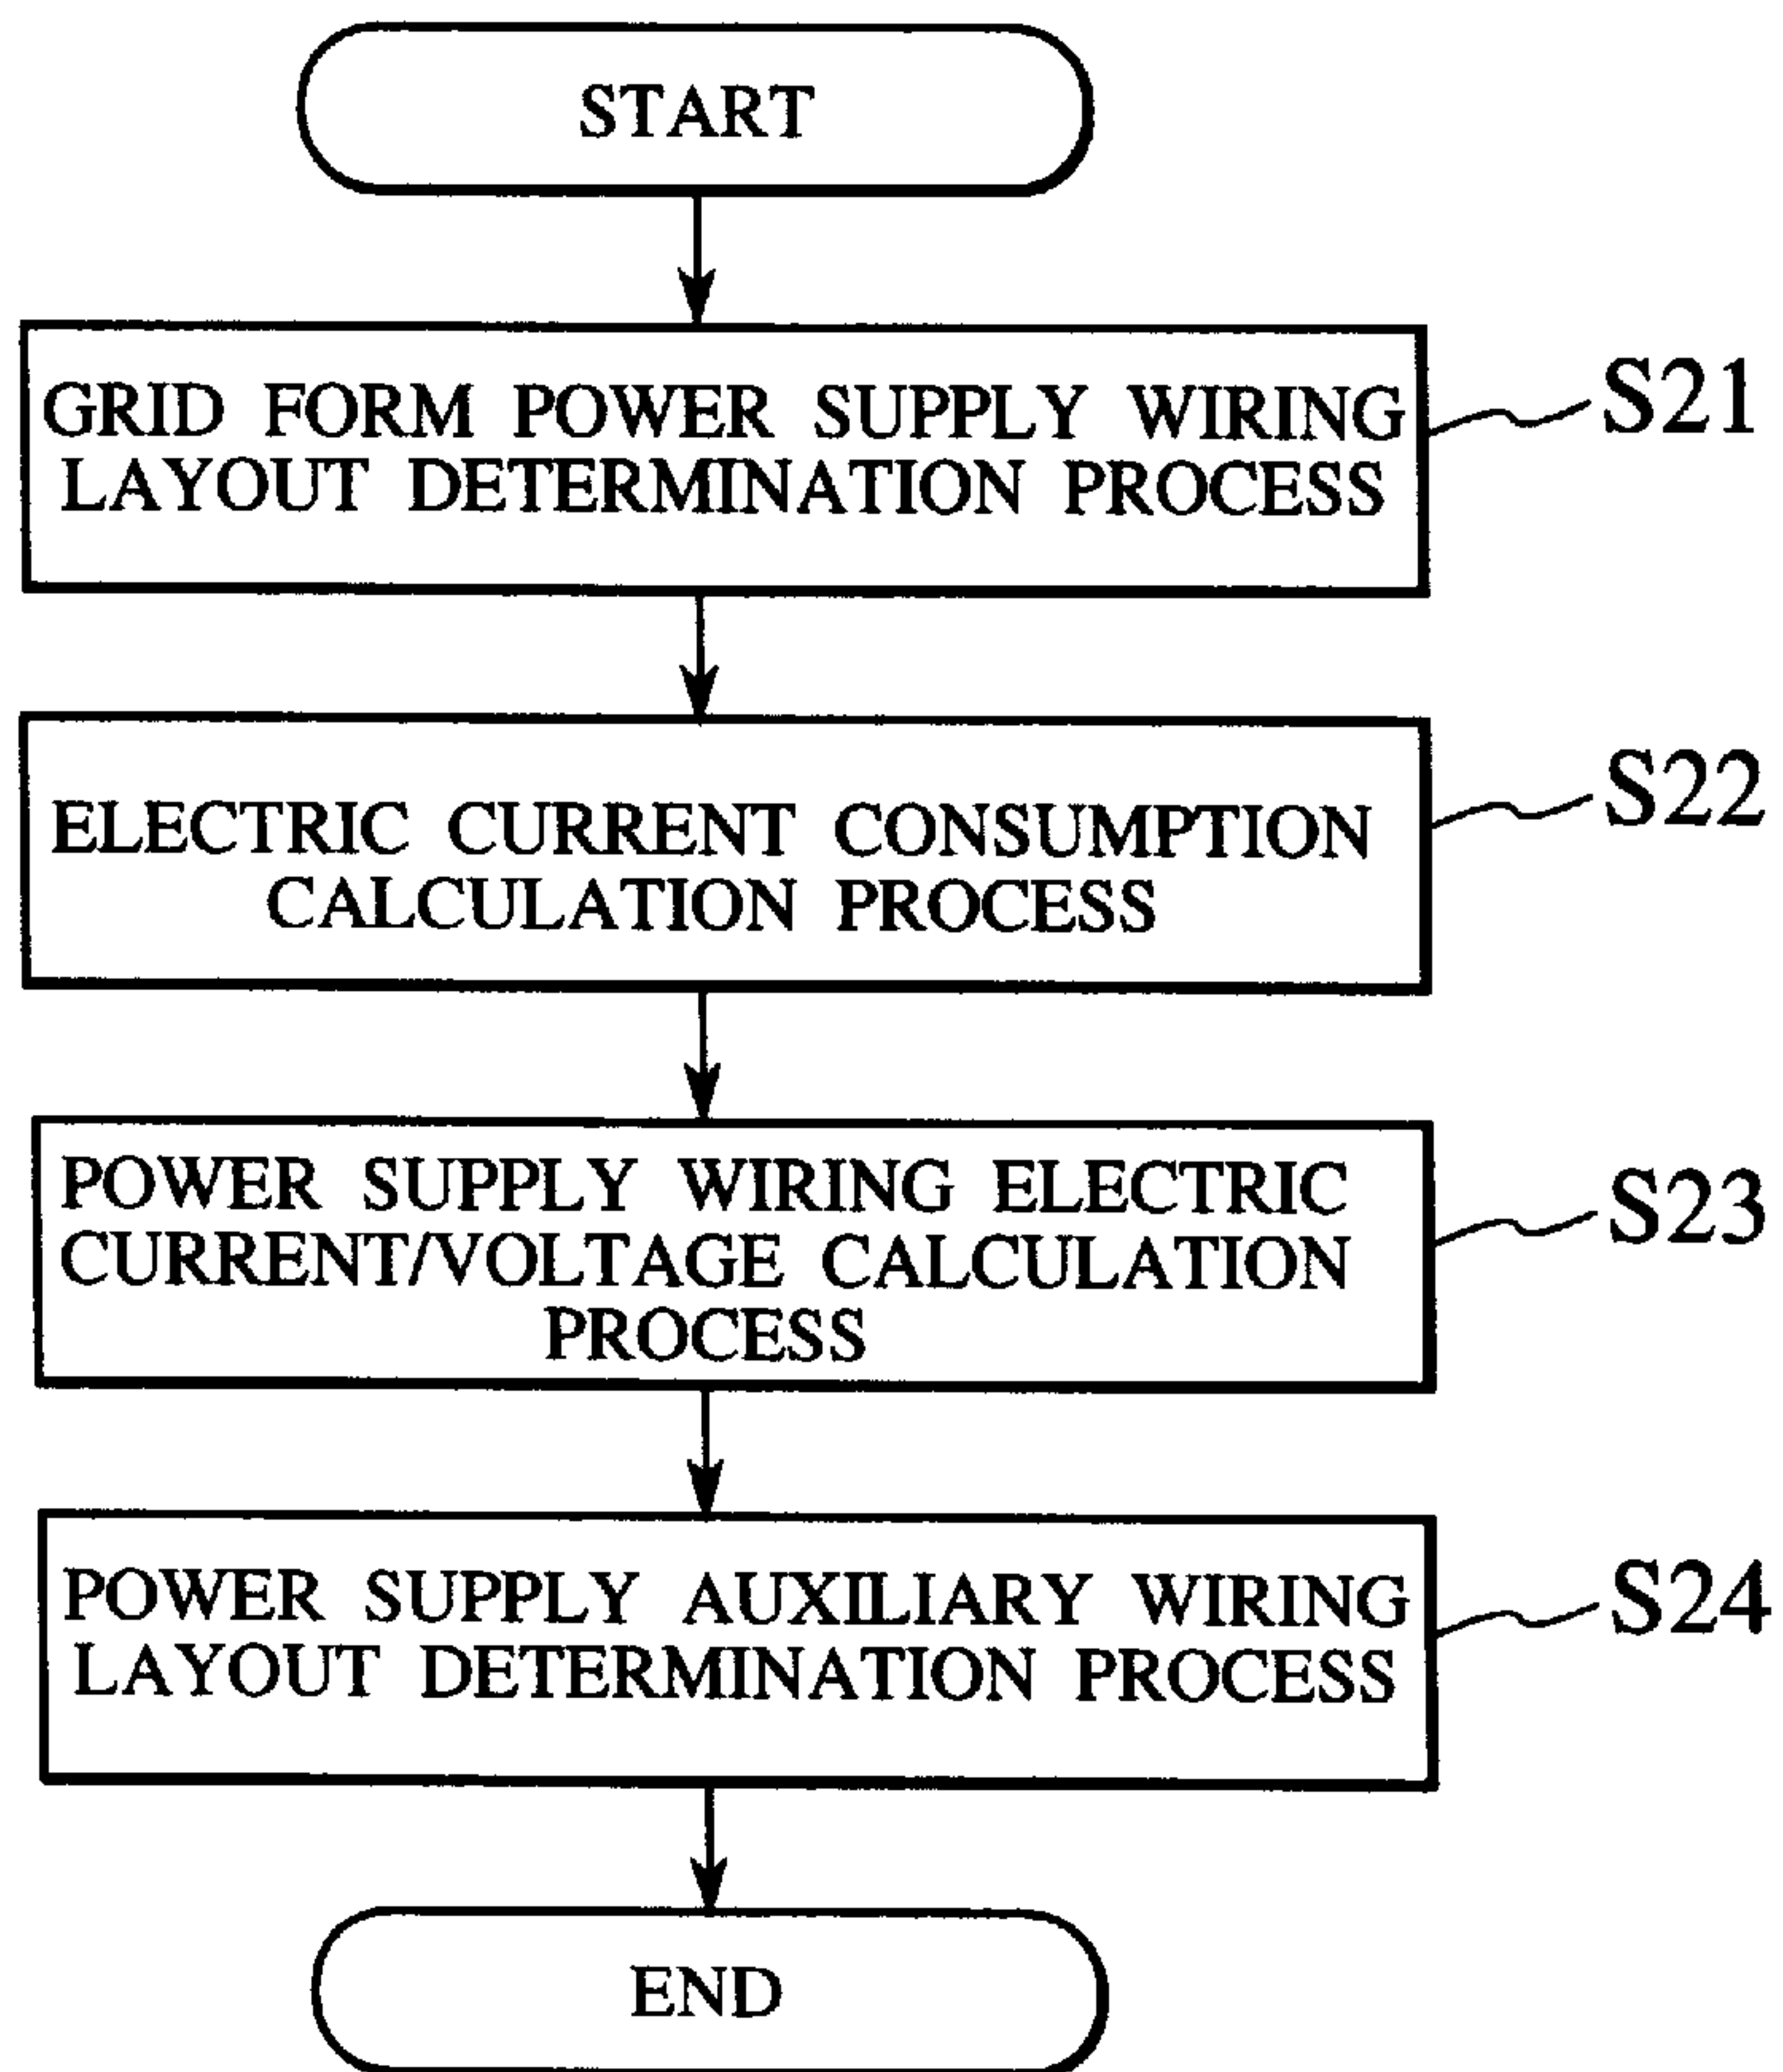 START
GRID FORM POWER SUPPLY WIRING
LAYOUT DETERMINATION PROCESS
S21
ELECTRIC CURRENT CONSUMPTION
CALCULATION PROCESS
S22
POWER SUPPLY WIRING ELECTRIC
CURRENT/VOLTAGE CALCULATION
PROCESS
S23
POWER SUPPLY AUXILIARY WIRING
LAYOUT DETERMINATION PROCESS
S24
END